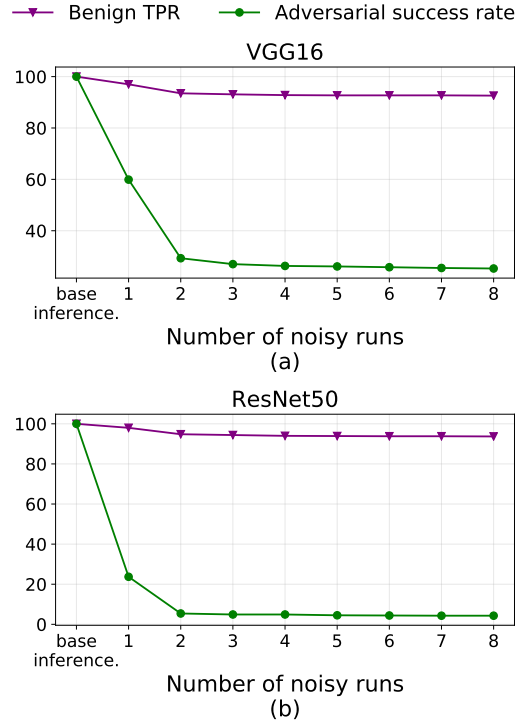 Benign TPR Adversarial success rate
VGG16
100
80
60
40
base inference. 1 2 3 4 5 6 7 8
Number of noisy runs
(a)
ResNet50
100
80
60
40
20
0
base inference. 1 2 3 4 5 6 7 8
Number of noisy runs
(b)